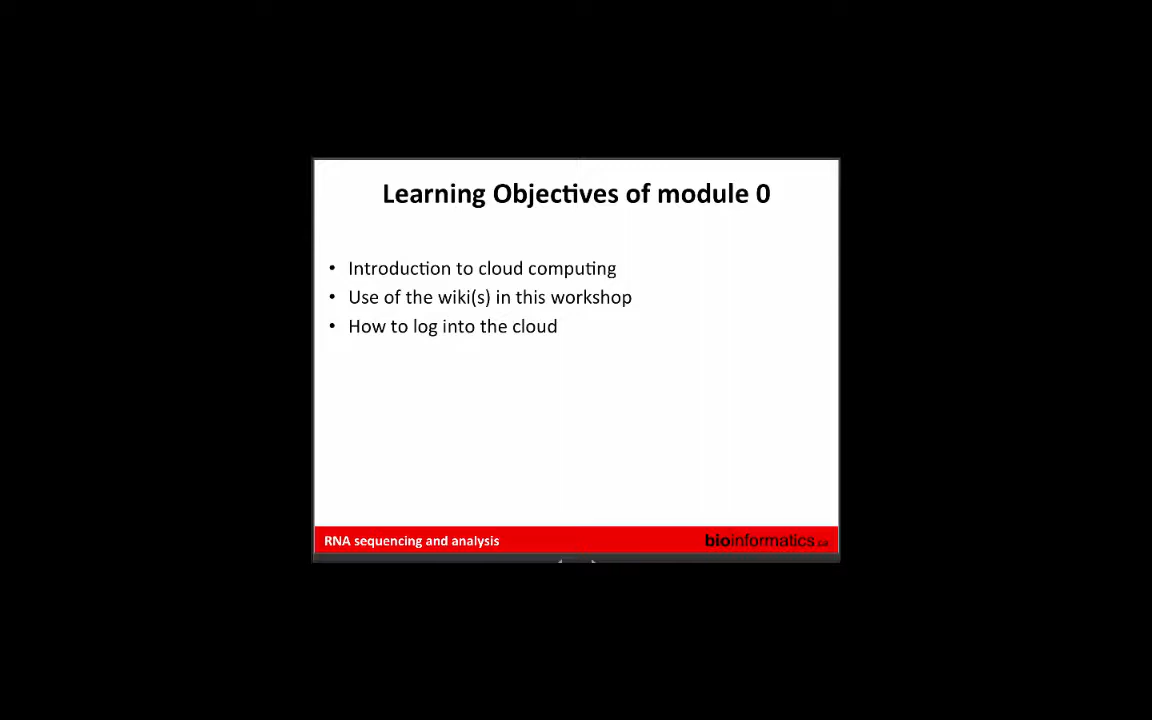 Learning Objectives of module 0
• Introduction to cloud computing
• Use of the wiki(s) in this workshop
• How to log into the cloud
RNA sequencing and analysis
bioinformatics.ca